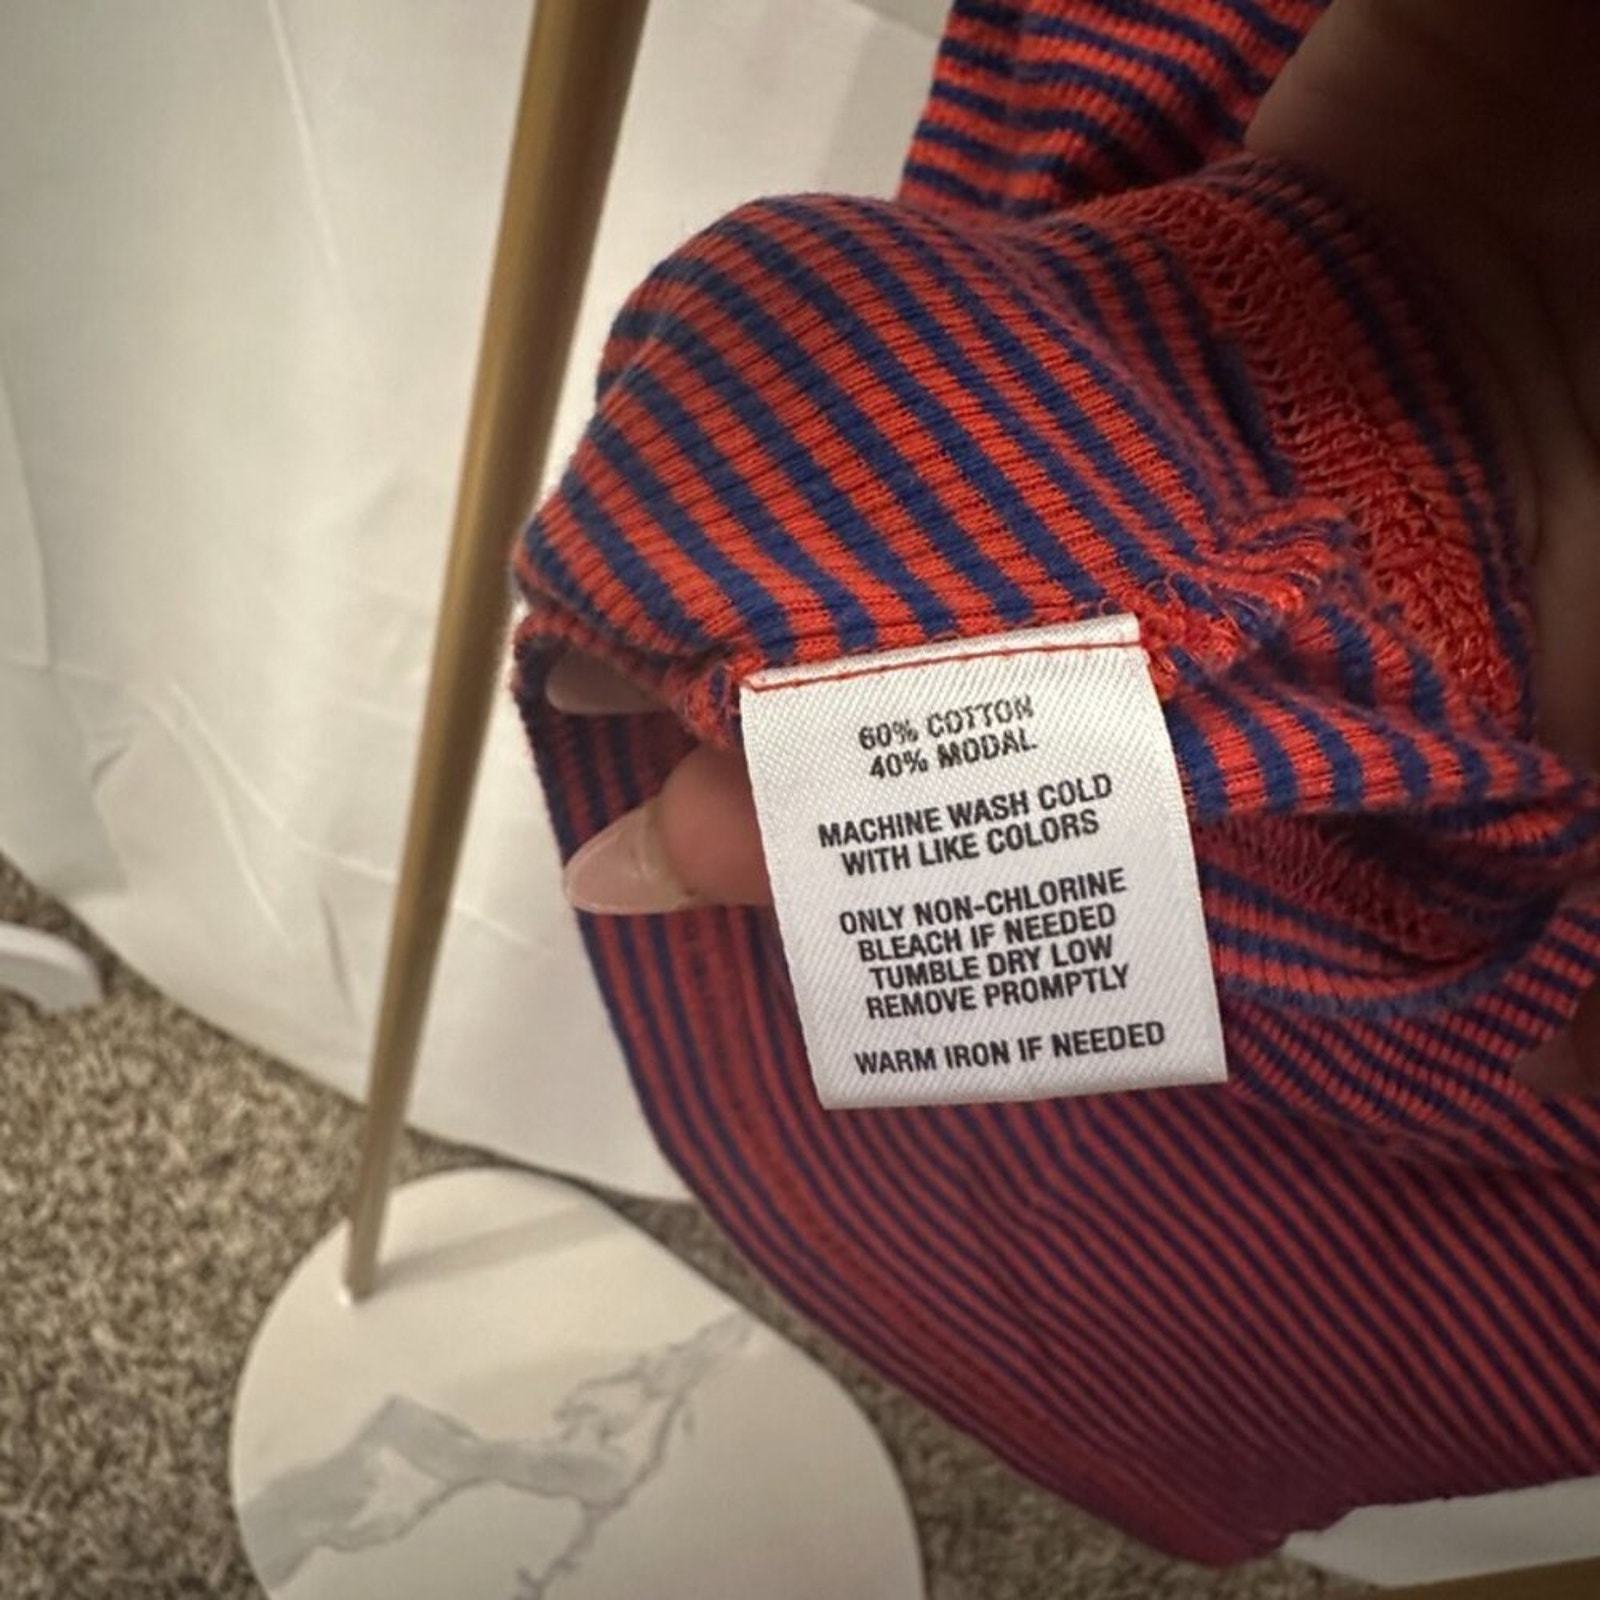 60% COTTON
40% MODAL
MACHINE WASH COLD
WITH LIKE COLORS
ONLY NON-CHLORINE
BLEACH IF NEEDED
TUMBLE DRY LOW
REMOVE PROMPTLY
WARM IRON IF NEEDED